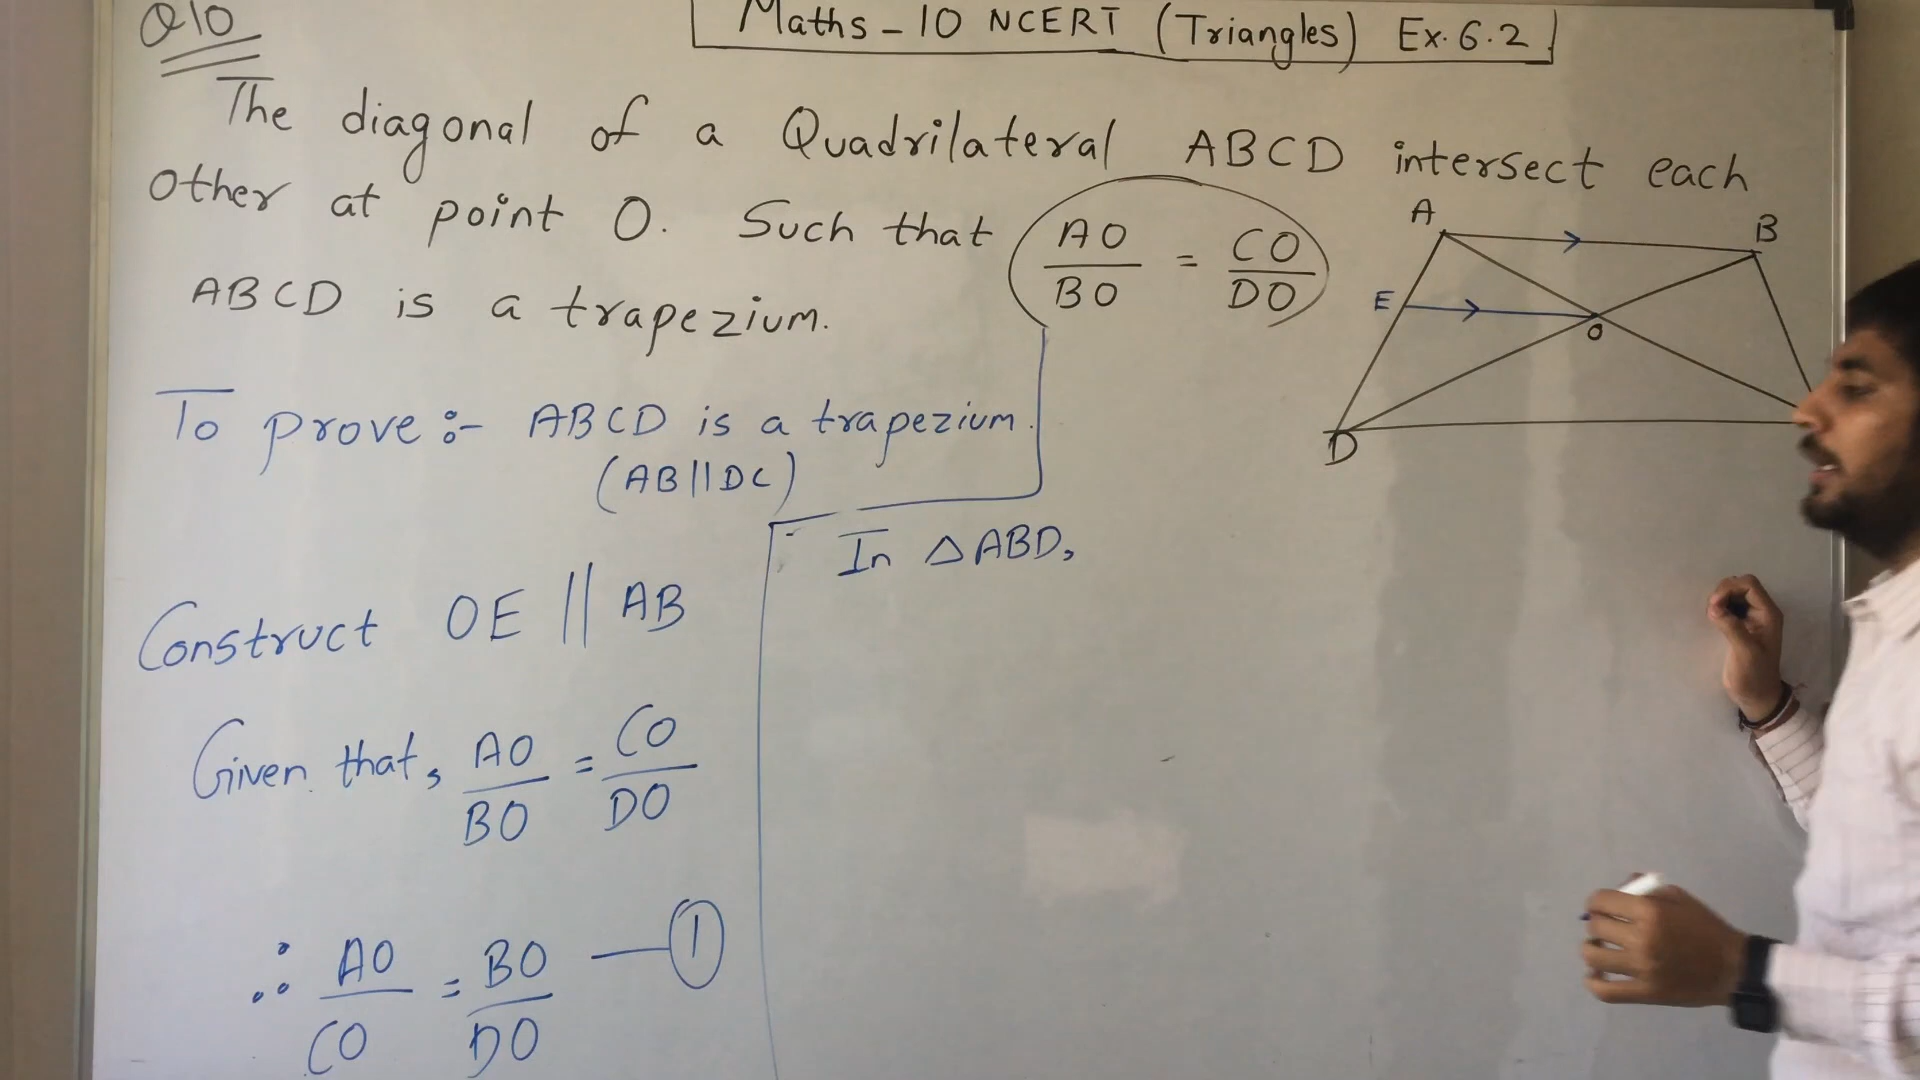 Q10
Maths - 10 NCERT (Triangles) Ex. 6.2
The diagonal of a Quadrilateral ABCD intersect each
Other at point O. Such that AO/BO = CO/DO
ABCD is a trapezium.
A
B
E
O
D
To prove :- ABCD is a trapezium.
(AB || DC)
Construct OE || AB
Given that, AO/BO = CO/DO
∴ AO/CO = BO/DO — ①
In △ABD,